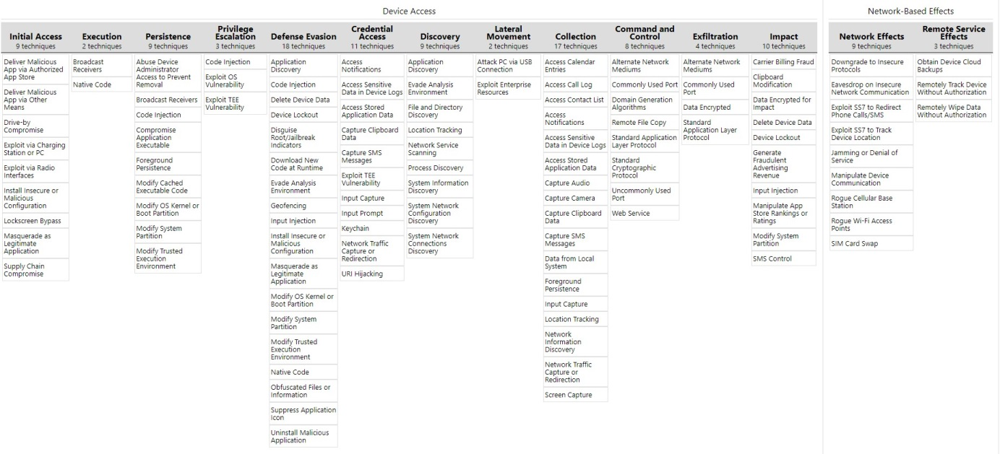 Device Access
Network-Based Effects
Initial Access
9 techniques
Deliver Malicious
App via Authorized
App Store
Deliver Malicious
App via Other
Means
Drive-by
Compromise
Exploit via Charging
Station or PC
Exploit via Radio
Interfaces
Install Insecure or
Malicious
Configuration
Lockscreen Bypass
Masquerade as
Legitimate
Application
Supply Chain
Compromise
Execution
2 techniques
Broadcast
Receivers
Native Code
Persistence
9 techniques
Abuse Device
Administrator
Access to Prevent
Removal
Broadcast Receivers
Code Injection
Compromise
Application
Executable
Foreground
Persistence
Modify Cached
Executable Code
Modify OS Kernel or
Boot Partition
Modify System
Partition
Modify Trusted
Execution
Environment
Privilege
Escalation
3 techniques
Code Injection
Exploit OS
Vulnerability
Exploit TEE
Vulnerability
Defense Evasion
18 techniques
Application
Discovery
Code Injection
Delete Device Data
Device Lockout
Disguise
Root/Jailbreak
Indicators
Download New
Code at Runtime
Evade Analysis
Environment
Geofencing
Input Injection
Install Insecure or
Malicious
Configuration
Masquerade as
Legitimate
Application
Modify OS Kernel or
Boot Partition
Modify System
Partition
Modify Trusted
Execution
Environment
Native Code
Obfuscated Files or
Information
Suppress Application
Icon
Uninstall Malicious
Application
Credential
Access
11 techniques
Access
Notifications
Access Sensitive
Data in Device Logs
Access Stored
Application Data
Capture Clipboard
Data
Capture SMS
Messages
Exploit TEE
Vulnerability
Input Capture
Input Prompt
Keychain
Network Traffic
Capture or
Redirection
URI Hijacking
Discovery
9 techniques
Application
Discovery
Evade Analysis
Environment
File and Directory
Discovery
Location Tracking
Network Service
Scanning
Process Discovery
System Information
Discovery
System Network
Configuration
Discovery
System Network
Connections
Discovery
Lateral
Movement
2 techniques
Attack PC via USB
Connection
Exploit Enterprise
Resources
Collection
17 techniques
Access Calendar
Entries
Access Call Log
Access Contact List
Access
Notifications
Access Sensitive
Data in Device Logs
Access Stored
Application Data
Capture Audio
Capture Camera
Capture Clipboard
Data
Capture SMS
Messages
Data from Local
System
Foreground
Persistence
Input Capture
Location Tracking
Network
Information
Discovery
Network Traffic
Capture or
Redirection
Screen Capture
Command and
Control
8 techniques
Alternate Network
Mediums
Commonly Used Port
Domain Generation
Algorithms
Remote File Copy
Standard Application
Layer Protocol
Standard
Cryptographic
Protocol
Uncommonly Used
Port
Web Service
Exfiltration
4 techniques
Alternate Network
Mediums
Commonly Used
Port
Data Encrypted
Standard
Application Layer
Protocol
Impact
10 techniques
Carrier Billing Fraud
Clipboard
Modification
Data Encrypted for
Impact
Delete Device Data
Device Lockout
Generate
Fraudulent
Advertising
Revenue
Input Injection
Manipulate App
Store Rankings or
Ratings
Modify System
Partition
SMS Control
Network Effects
9 techniques
Downgrade to Insecure
Protocols
Eavesdrop on Insecure
Network Communication
Exploit SS7 to Redirect
Phone Calls/SMS
Exploit SS7 to Track
Device Location
Jamming or Denial of
Service
Manipulate Device
Communication
Rogue Cellular Base
Station
Rogue Wi-Fi Access
Points
SIM Card Swap
Remote Service
Effects
3 techniques
Obtain Device Cloud
Backups
Remotely Track Device
Without Authorization
Remotely Wipe Data
Without Authorization